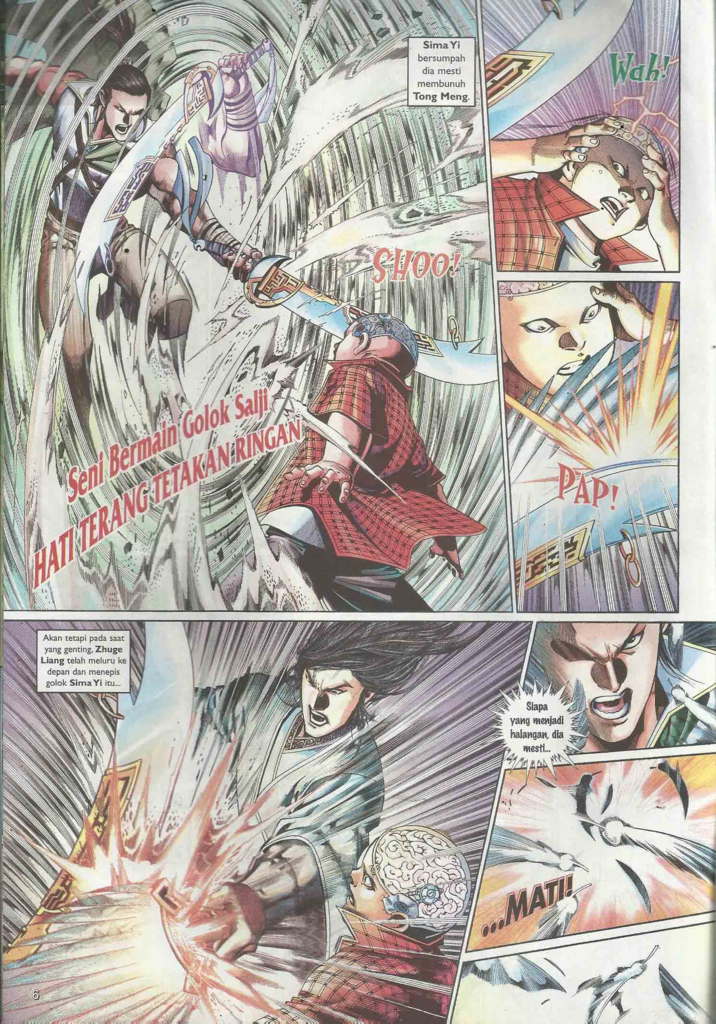 Sima Yi
bersumpah
dia mesti
membunuh
Tong Meng.
Wah!
SHOO!
Seni Bermain Golok Salji
HATI TERANG TETAKAN RINGAN
PAP!
Akan tetapi pada saat
yang genting, Zhuge
Liang telah meluru ke
depan dan menepis
golok Sima Yi itu...
Siapa
yang menjadi
halangan, dia
mesti...
...MATI!
6